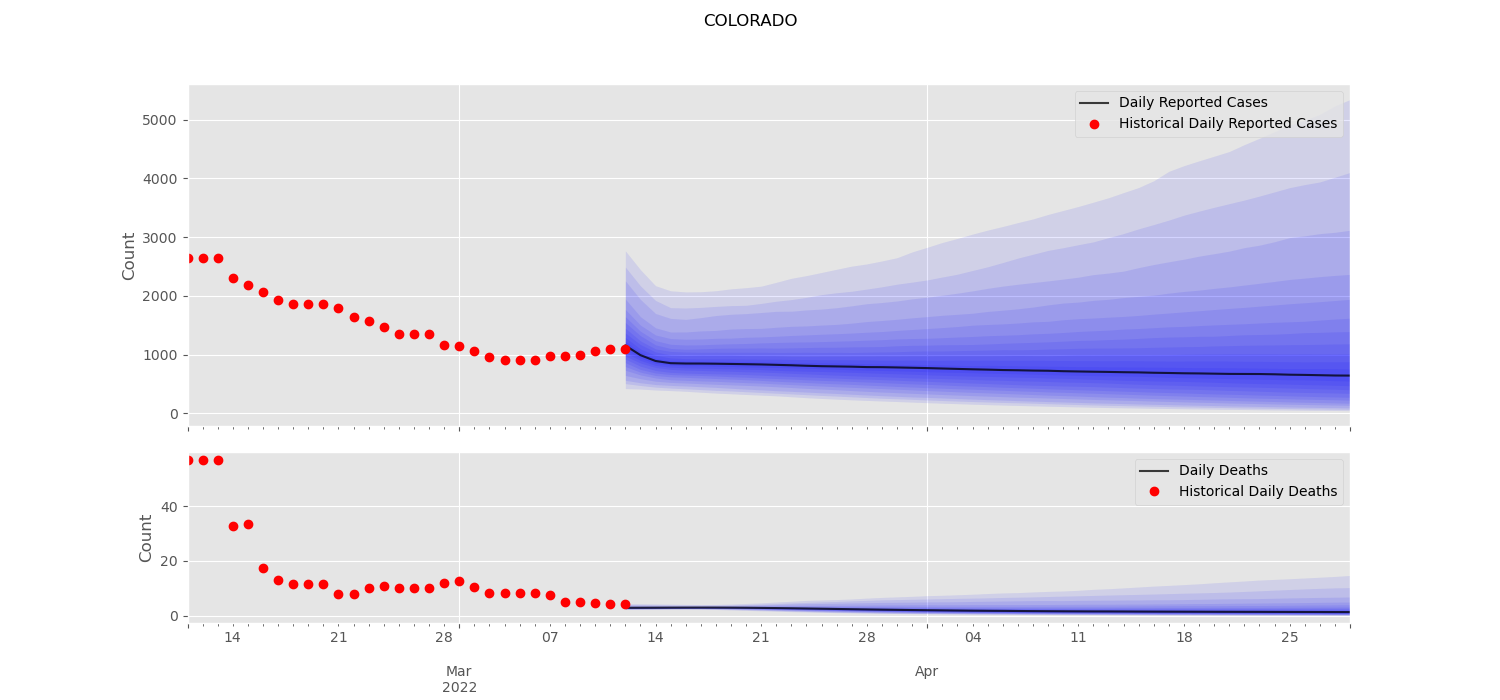 COLORADO
Daily Reported Cases
Historical Daily Reported Cases
5000
4000
3000
2000
1000
0
Count
Daily Deaths
Historical Daily Deaths
40
20
0
Count
14 21 28 07 14 21 28 04 11 18 25
Mar Apr
2022